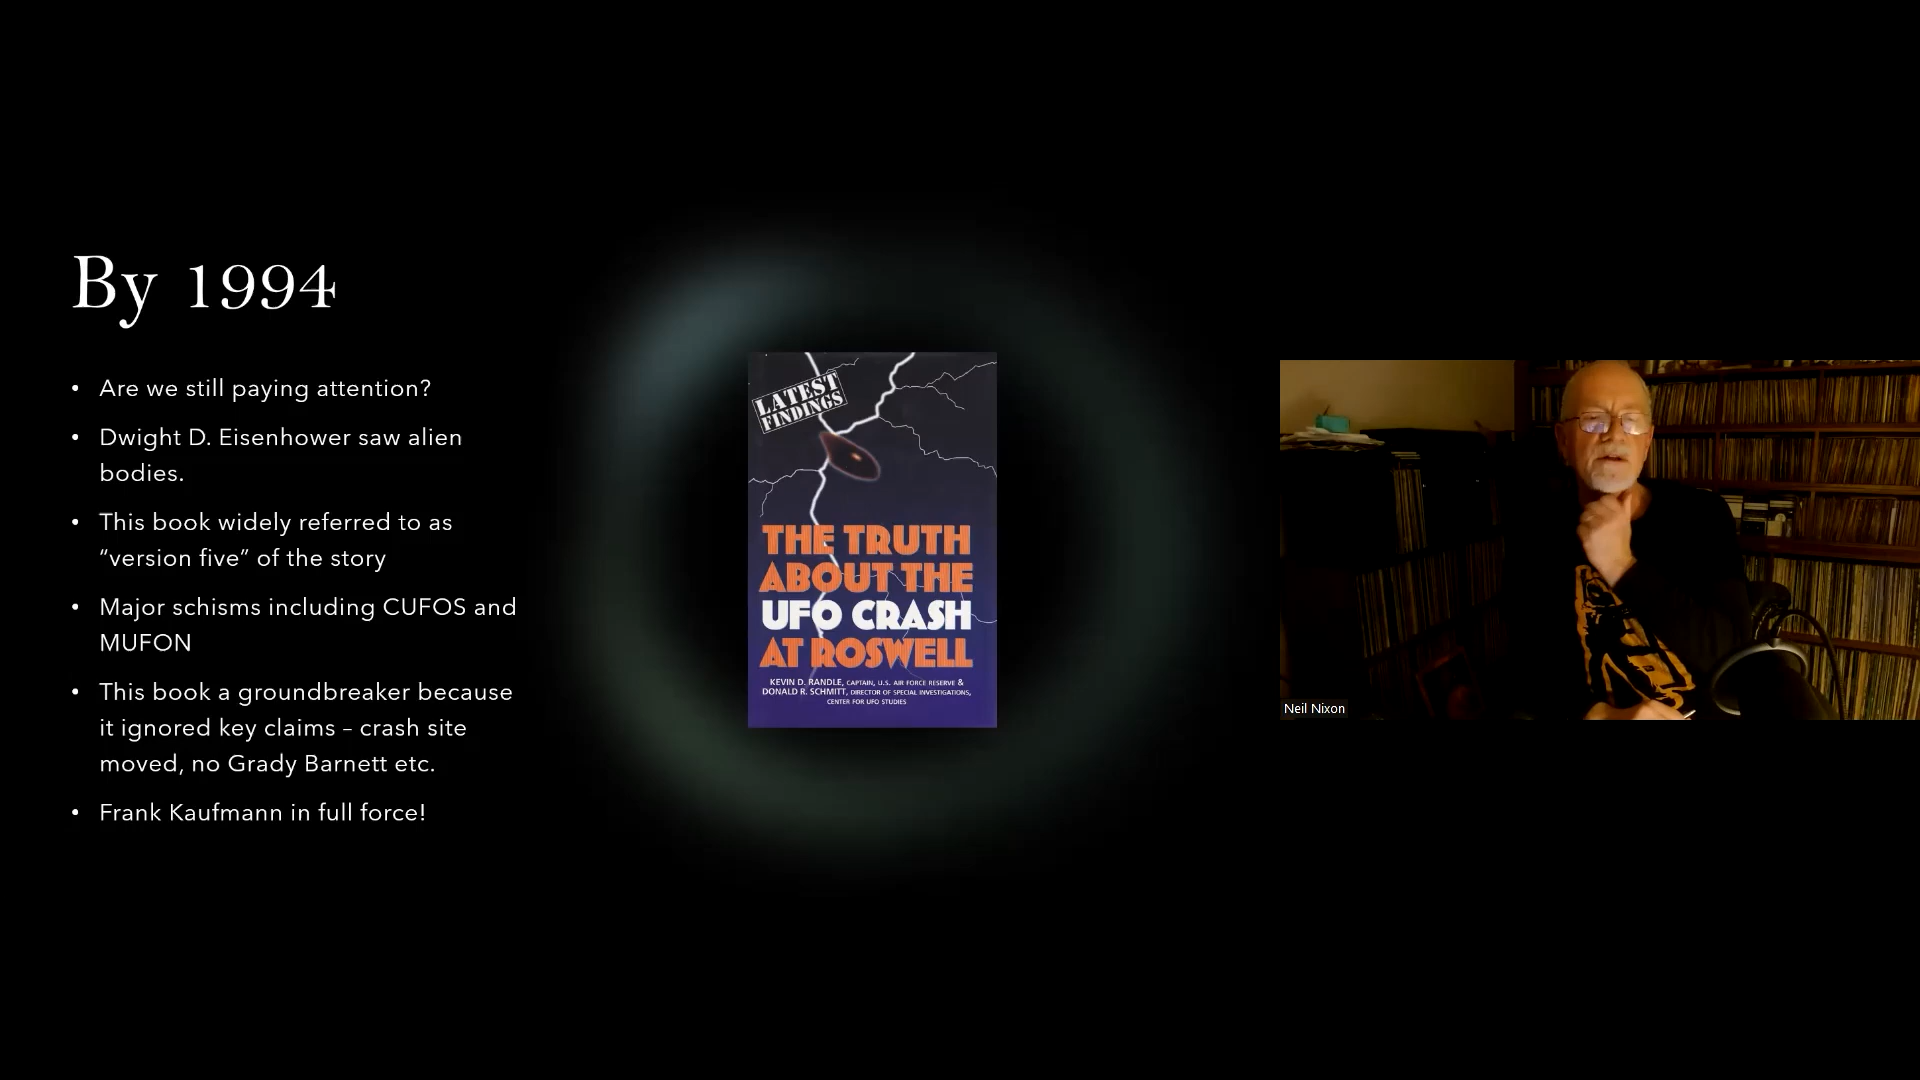 By 1994
• Are we still paying attention?
• Dwight D. Eisenhower saw alien
bodies.
• This book widely referred to as
“version five” of the story
• Major schisms including CUFOS and
MUFON
• This book a groundbreaker because
it ignored key claims – crash site
moved, no Grady Barnett etc.
• Frank Kaufmann in full force!
LATEST
FINDINGS
THE TRUTH
ABOUT THE
UFO CRASH
AT ROSWELL
KEVIN D. RANDLE, CAPTAIN, U.S. AIR FORCE RESERVE &
DONALD R. SCHMITT, DIRECTOR OF SPECIAL INVESTIGATIONS,
CENTER FOR UFO STUDIES
Neil Nixon